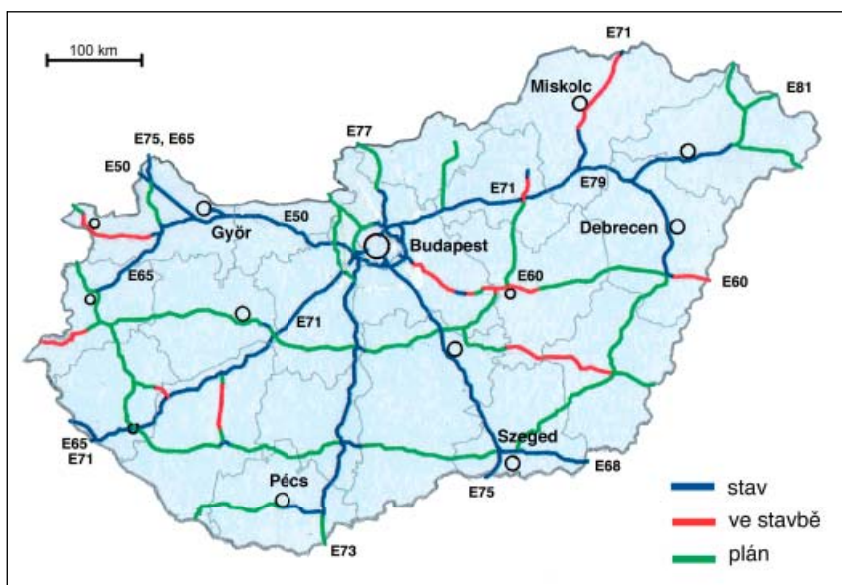 100 km
E71
Miskolc
E81
E77
E75, E65
E50
E71
E79
E50
Györ
Budapest
Debrecen
E65
E60
E60
E71
E65
E71
Szeged
E68
Pécs
E75
E73
stav
ve stavbě
plán